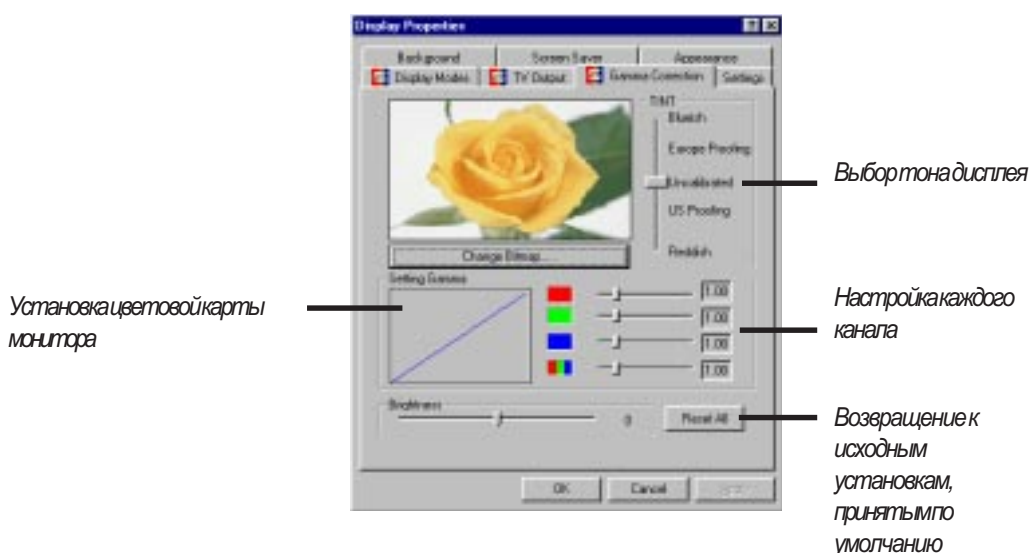 Display Properties
Background Screen Saver Appearance
Display Modes TV Output Gamma Correction Settings
TINT
Bluish
Europe Proofing
Uncalibrated
US Proofing
Reddish
Change Bitmap...
Setting Gamma
1.00
1.00
1.00
1.00
Brightness
0
Reset All
OK Cancel
Выбор тона дисплея
Установка цветовой карты
монитора
Настройка каждого
канала
Возвращение к
исходным
установкам,
принятым по
умолчанию